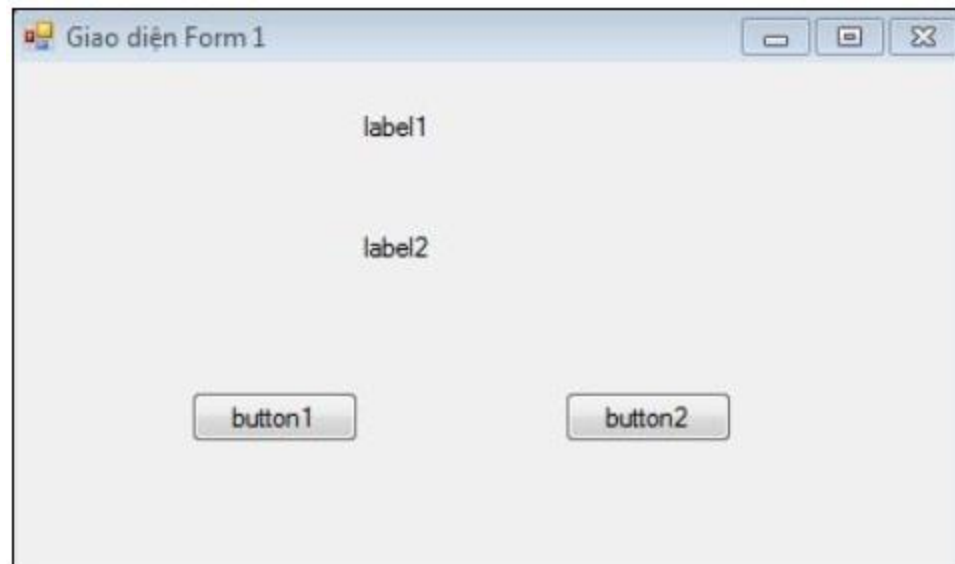 Giao diện Form 1
label1
label2
button1
button2